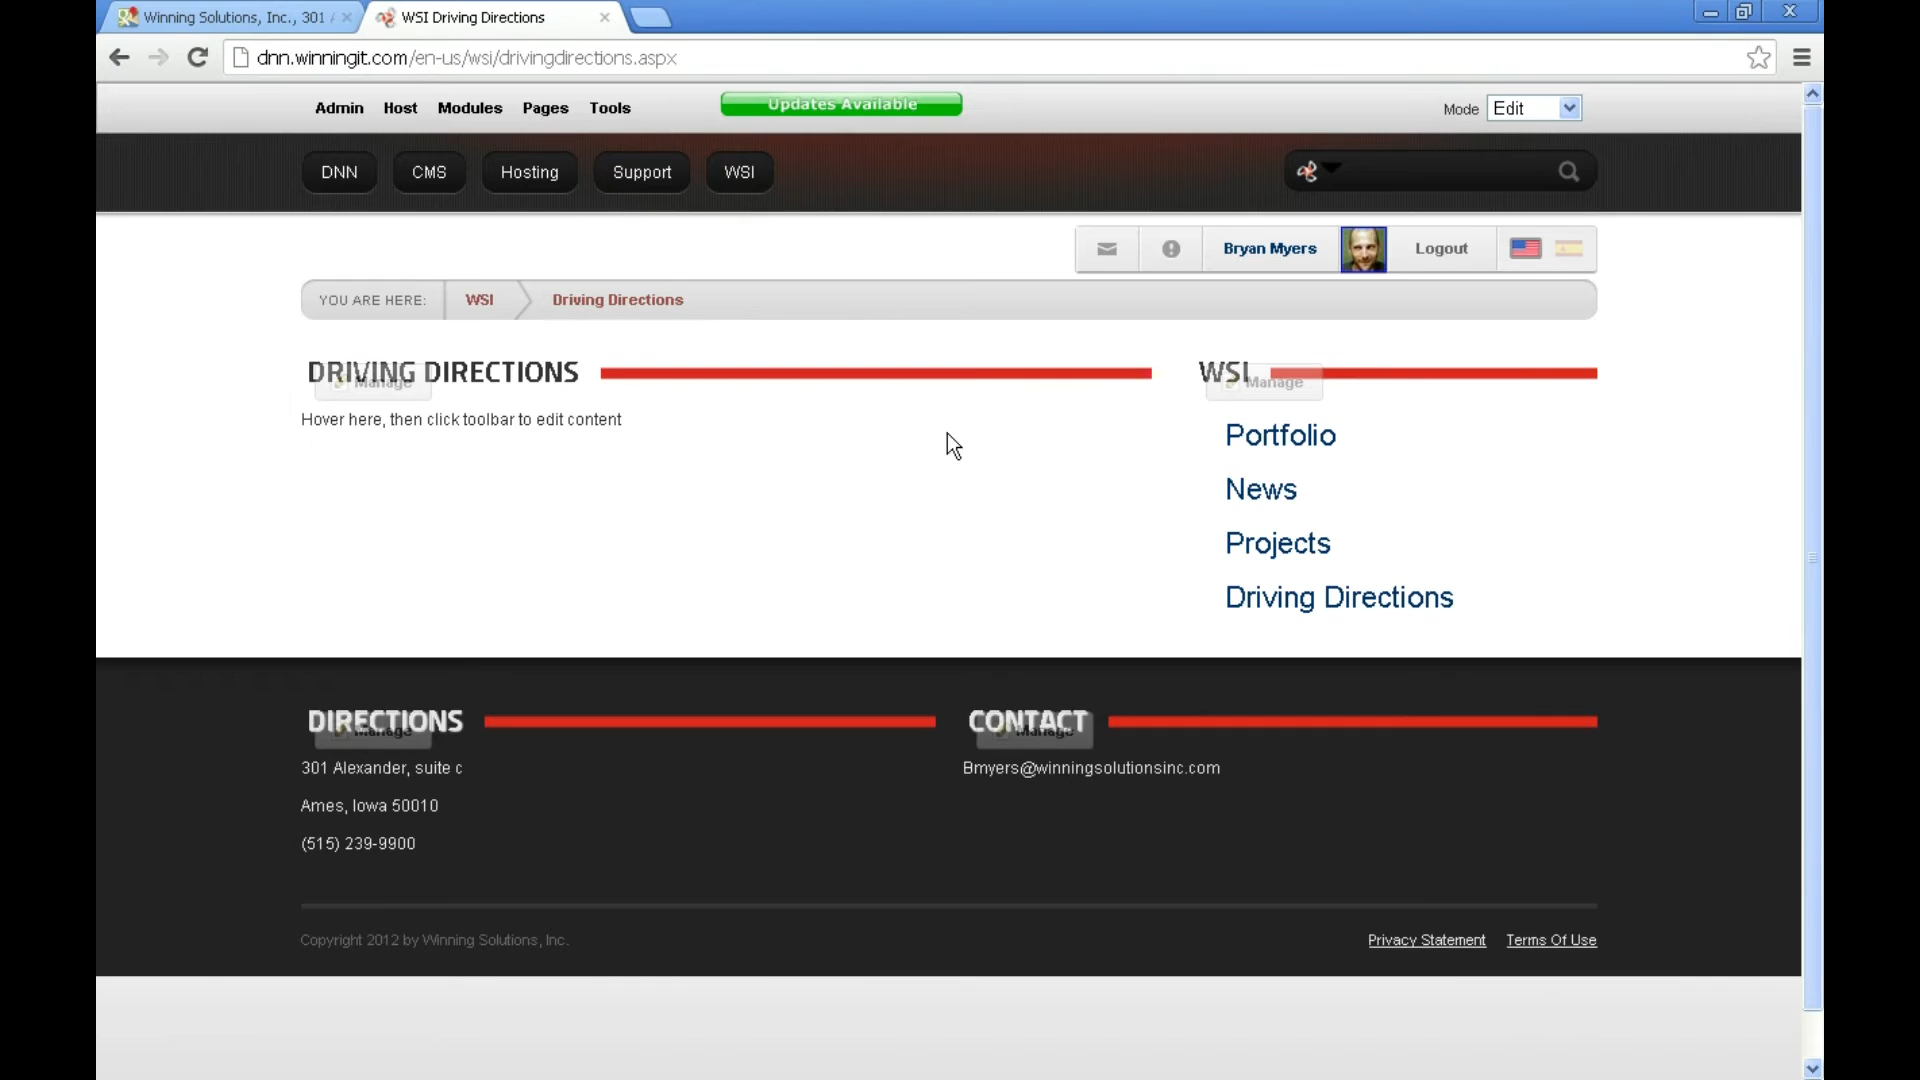 Winning Solutions, Inc., 301
WSI Driving Directions
dnn.winningit.com/en-us/wsi/drivingdirections.aspx
Admin Host Modules Pages Tools
Updates Available
Mode Edit
DNN CMS Hosting Support WSI
Bryan Myers Logout
YOU ARE HERE: WSI Driving Directions
DRIVING DIRECTIONS
Manage
Hover here, then click toolbar to edit content
WSI
Manage
Portfolio
News
Projects
Driving Directions
DIRECTIONS
Manage
301 Alexander, suite c
Ames, Iowa 50010
(515) 239-9900
CONTACT
Manage
Bmyers@winningsolutionsinc.com
Copyright 2012 by Winning Solutions, Inc.
Privacy Statement Terms Of Use